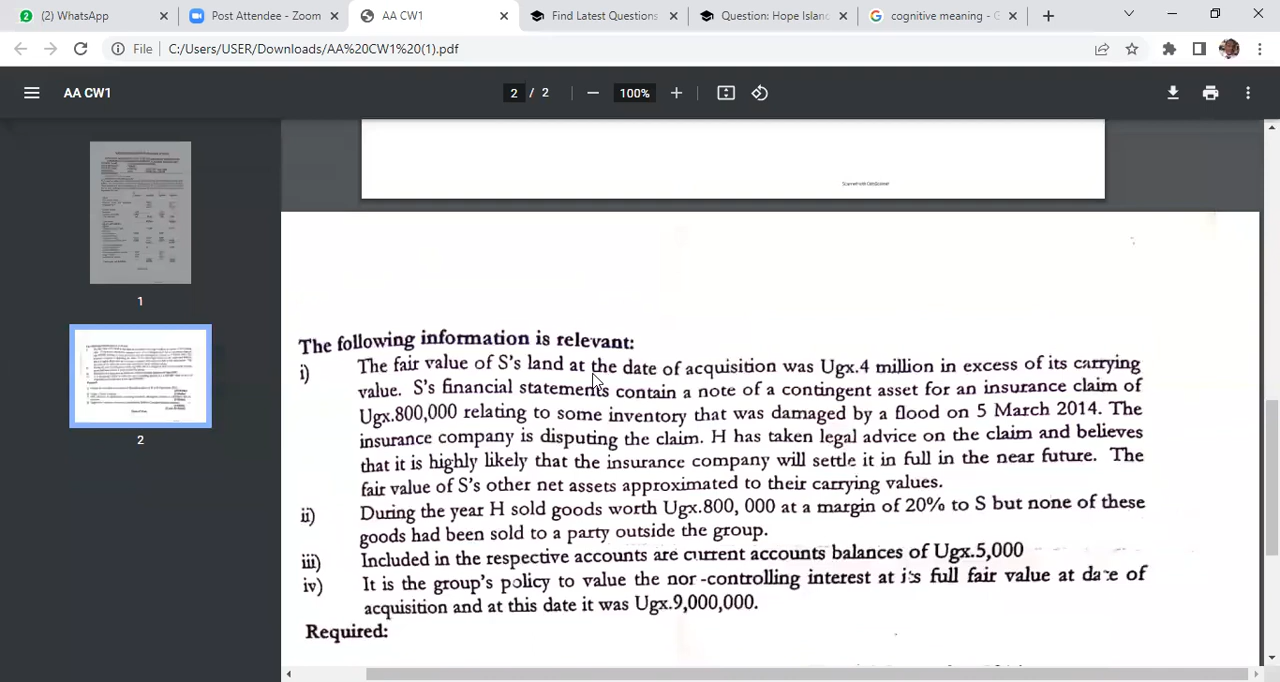 (2) WhatsApp
Post Attendee - Zoom
AA CW1
Find Latest Questions
Question: Hope Islan
cognitive meaning - G
File C:/Users/USER/Downloads/AA%20CW1%20(1).pdf
AA CW1
2 / 2
100%
1
2
Scanned with CamScanner
The following information is relevant:
i) The fair value of S's land at the date of acquisition was Ugx.4 million in excess of its carrying
value. S's financial statements contain a note of a contingent asset for an insurance claim of
Ugx.800,000 relating to some inventory that was damaged by a flood on 5 March 2014. The
insurance company is disputing the claim. H has taken legal advice on the claim and believes
that it is highly likely that the insurance company will settle it in full in the near future. The
fair value of S's other net assets approximated to their carrying values.
ii) During the year H sold goods worth Ugx.800, 000 at a margin of 20% to S but none of these
goods had been sold to a party outside the group.
iii) Included in the respective accounts are current accounts balances of Ugx.5,000
iv) It is the group's policy to value the nor-controlling interest at its full fair value at date of
acquisition and at this date it was Ugx.9,000,000.
Required: